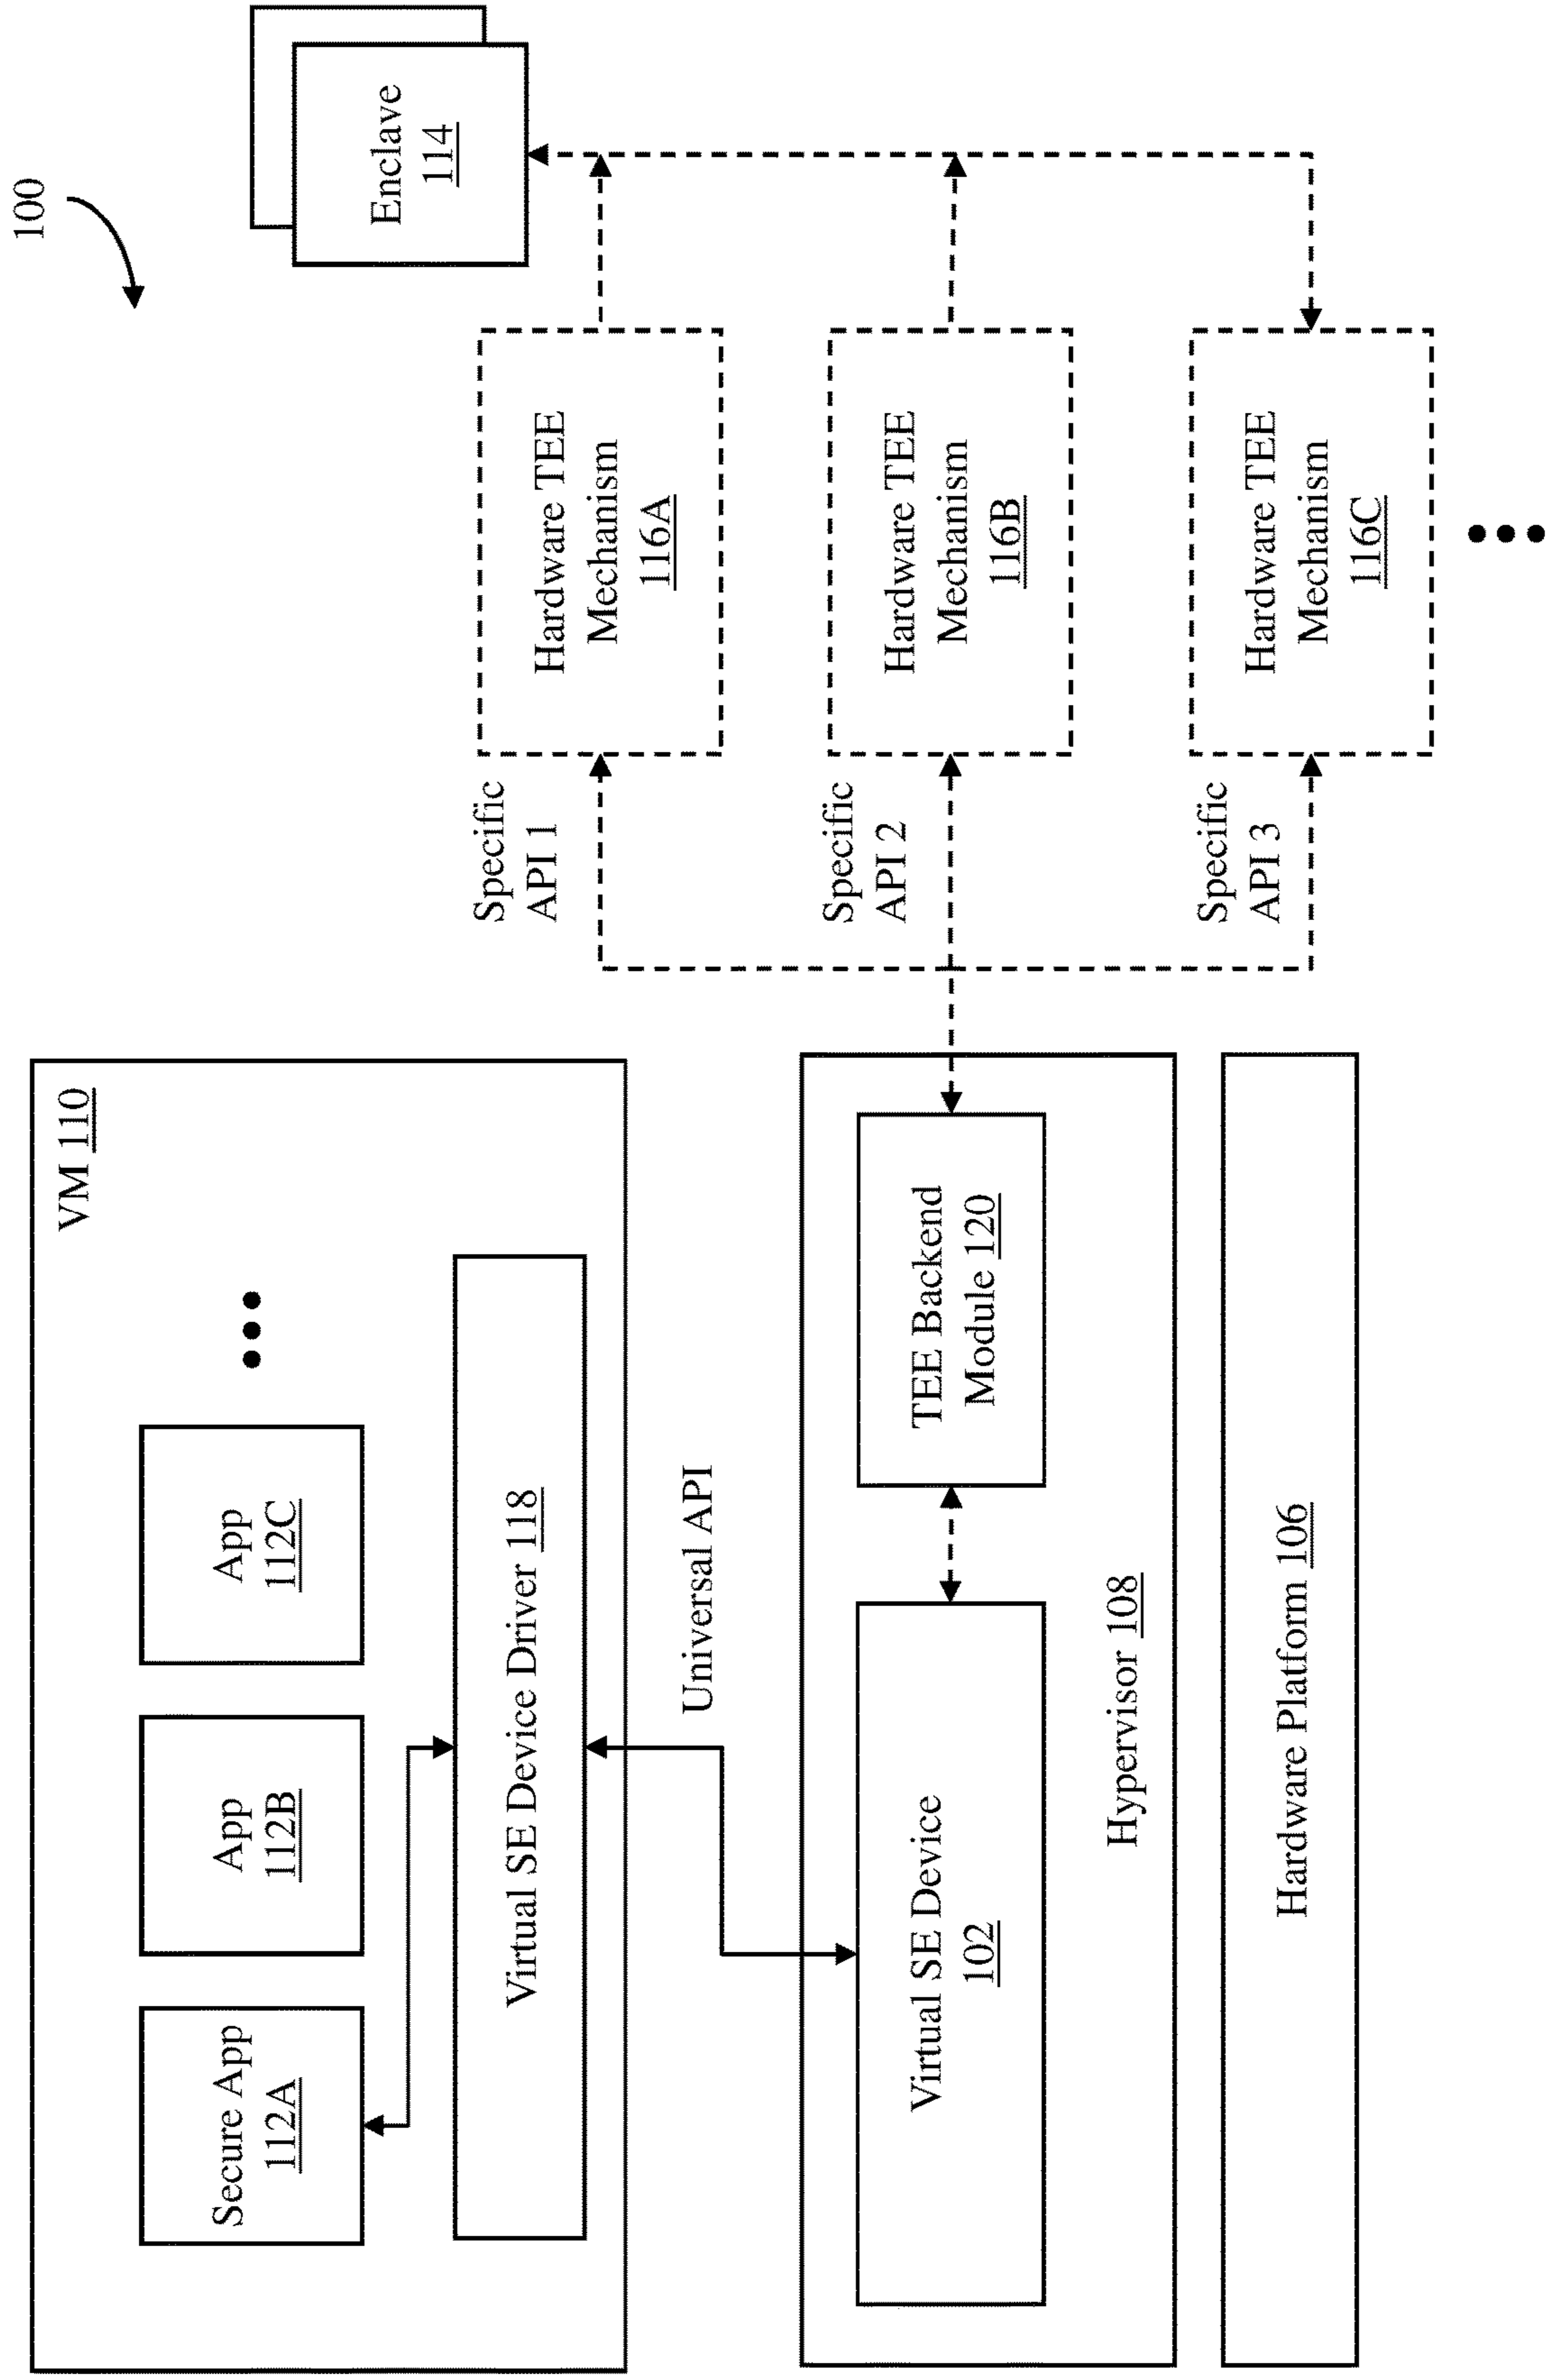 100
VM 110
Secure App
112A
App
112B
App
112C
Virtual SE Device Driver 118
Universal API
Virtual SE Device
102
TEE Backend
Module 120
Hypervisor 108
Hardware Platform 106
Specific
API 1
Specific
API 2
Specific
API 3
Hardware TEE
Mechanism
116A
Hardware TEE
Mechanism
116B
Hardware TEE
Mechanism
116C
Enclave
114